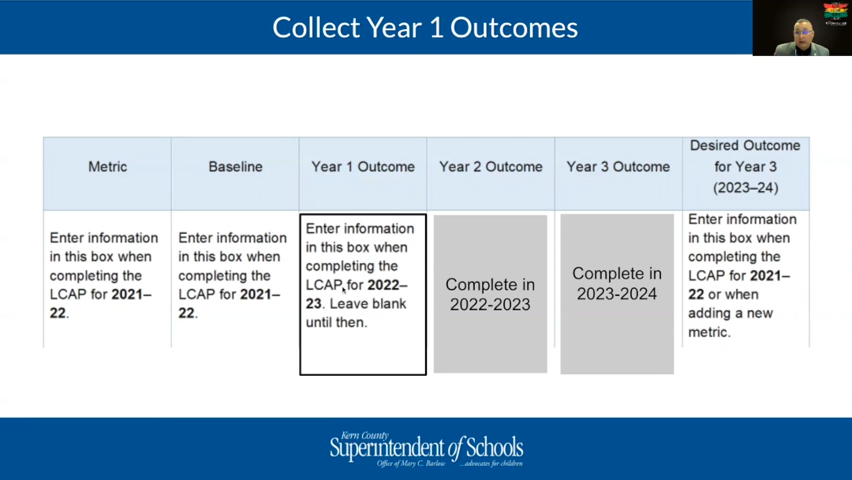 Collect Year 1 Outcomes
Metric
Baseline
Year 1 Outcome
Year 2 Outcome
Year 3 Outcome
Desired Outcome
for Year 3
(2023–24)
Enter information
in this box when
completing the
LCAP for 2021–
22.
Enter information
in this box when
completing the
LCAP for 2021–
22.
Enter information
in this box when
completing the
LCAP for 2022–
23. Leave blank
until then.
Complete in
2022-2023
Complete in
2023-2024
Enter information
in this box when
completing the
LCAP for 2021–
22 or when
adding a new
metric.
Kern County
Superintendent of Schools
Office of Mary C. Barlow ...advocates for children